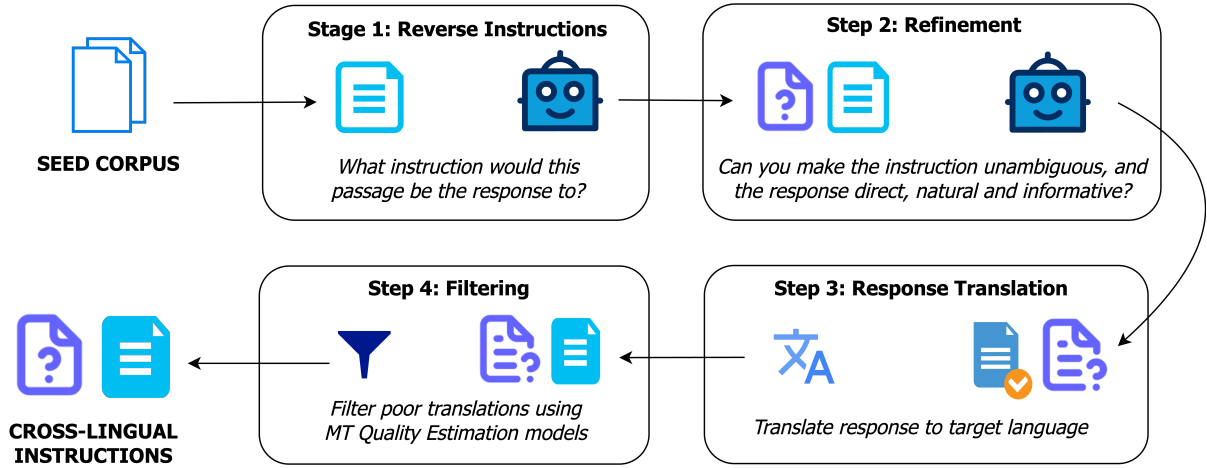 SEED CORPUS
Stage 1: Reverse Instructions
What instruction would this
passage be the response to?
Step 2: Refinement
Can you make the instruction unambiguous, and
the response direct, natural and informative?
Step 3: Response Translation
Translate response to target language
Step 4: Filtering
Filter poor translations using
MT Quality Estimation models
CROSS-LINGUAL
INSTRUCTIONS